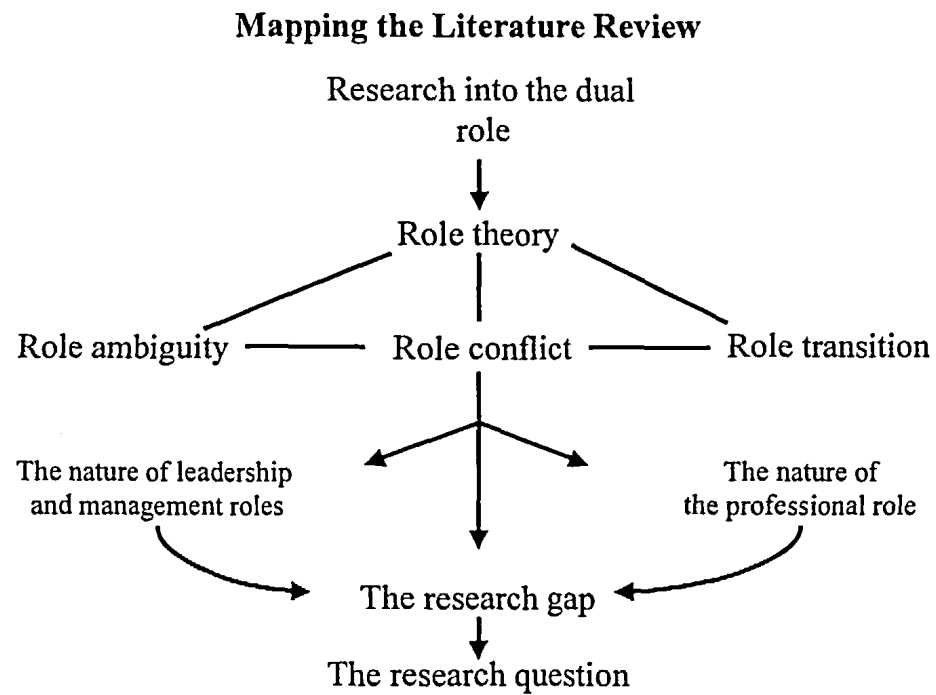 Mapping the Literature Review
Research into the dual
role
Role theory
Role ambiguity
Role conflict
Role transition
The nature of leadership
and management roles
The nature of
the professional role
The research gap
The research question